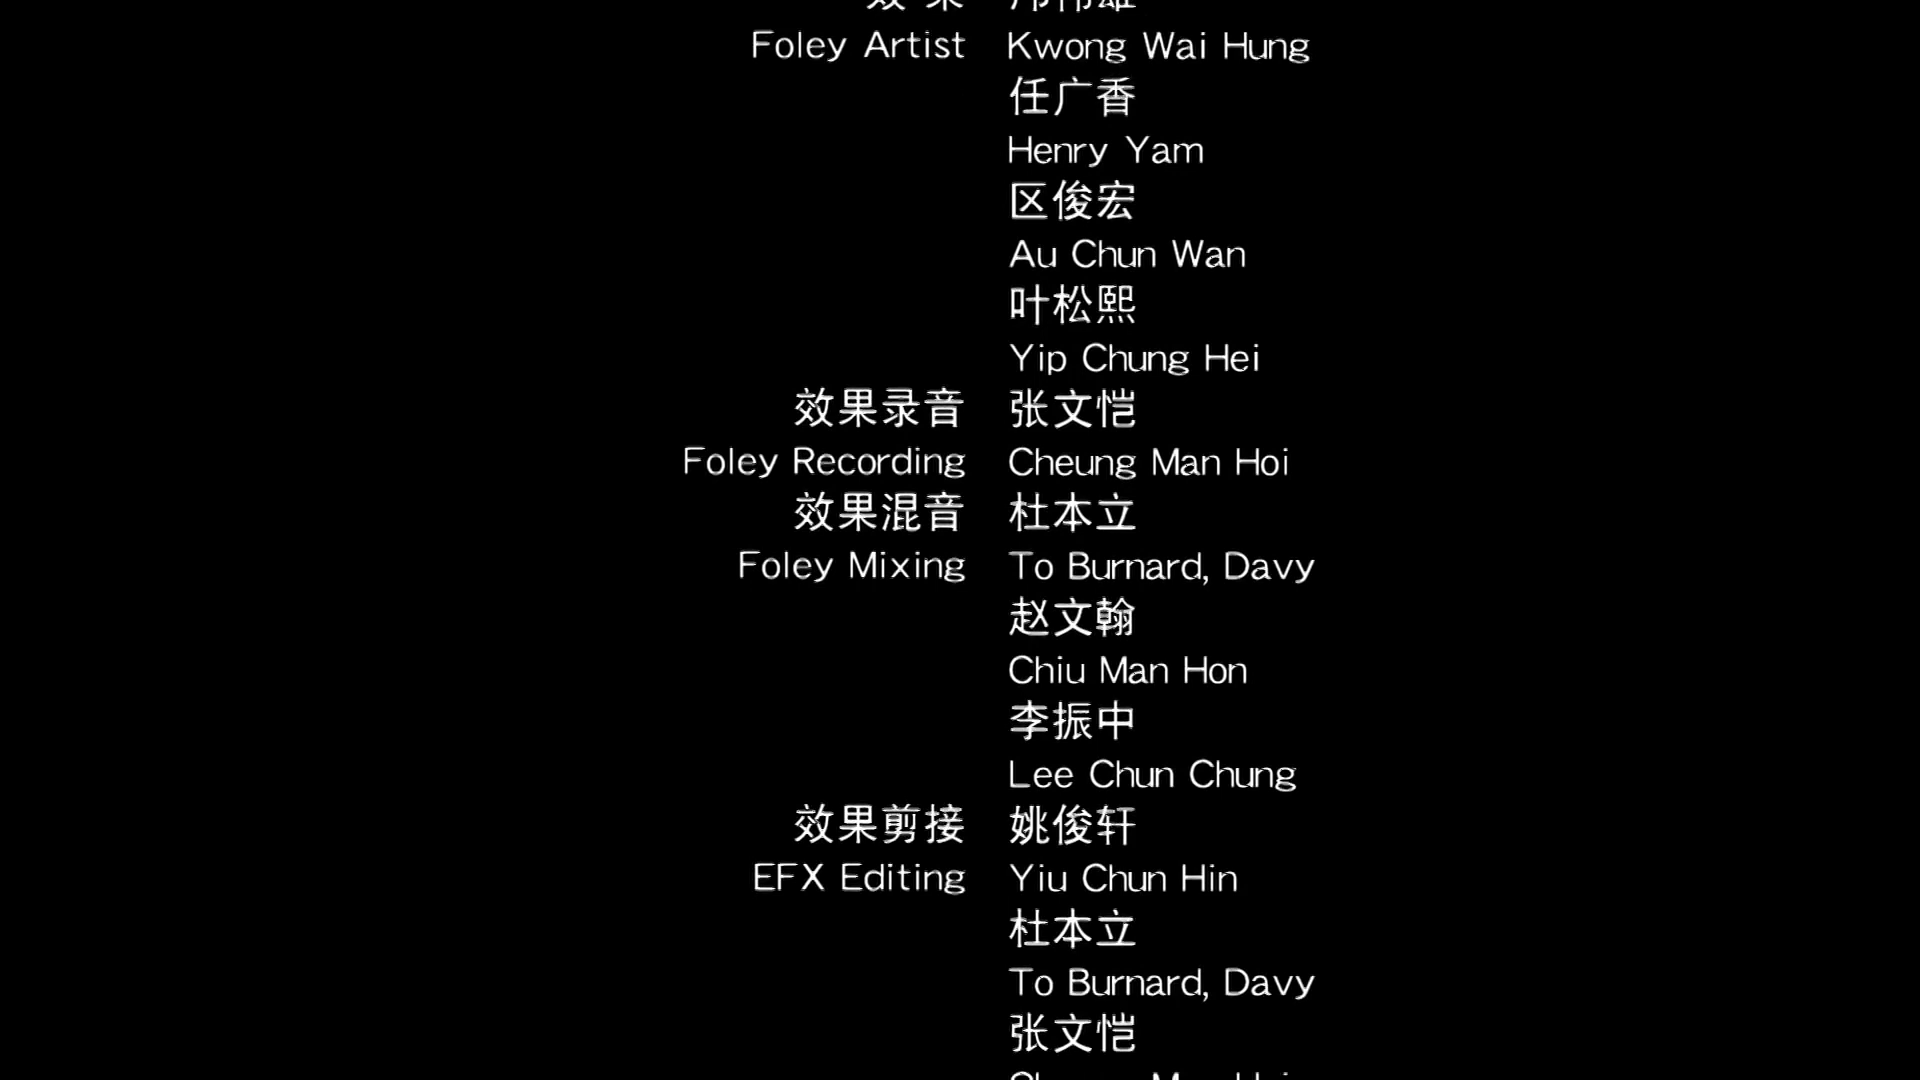 效 果
Foley Artist Kwong Wai Hung
任广香
Henry Yam
区俊宏
Au Chun Wan
叶松熙
Yip Chung Hei
效果录音 张文恺
Foley Recording Cheung Man Hoi
效果混音 杜本立
Foley Mixing To Burnard, Davy
赵文翰
Chiu Man Hon
李振中
Lee Chun Chung
效果剪接 姚俊轩
EFX Editing Yiu Chun Hin
杜本立
To Burnard, Davy
张文恺